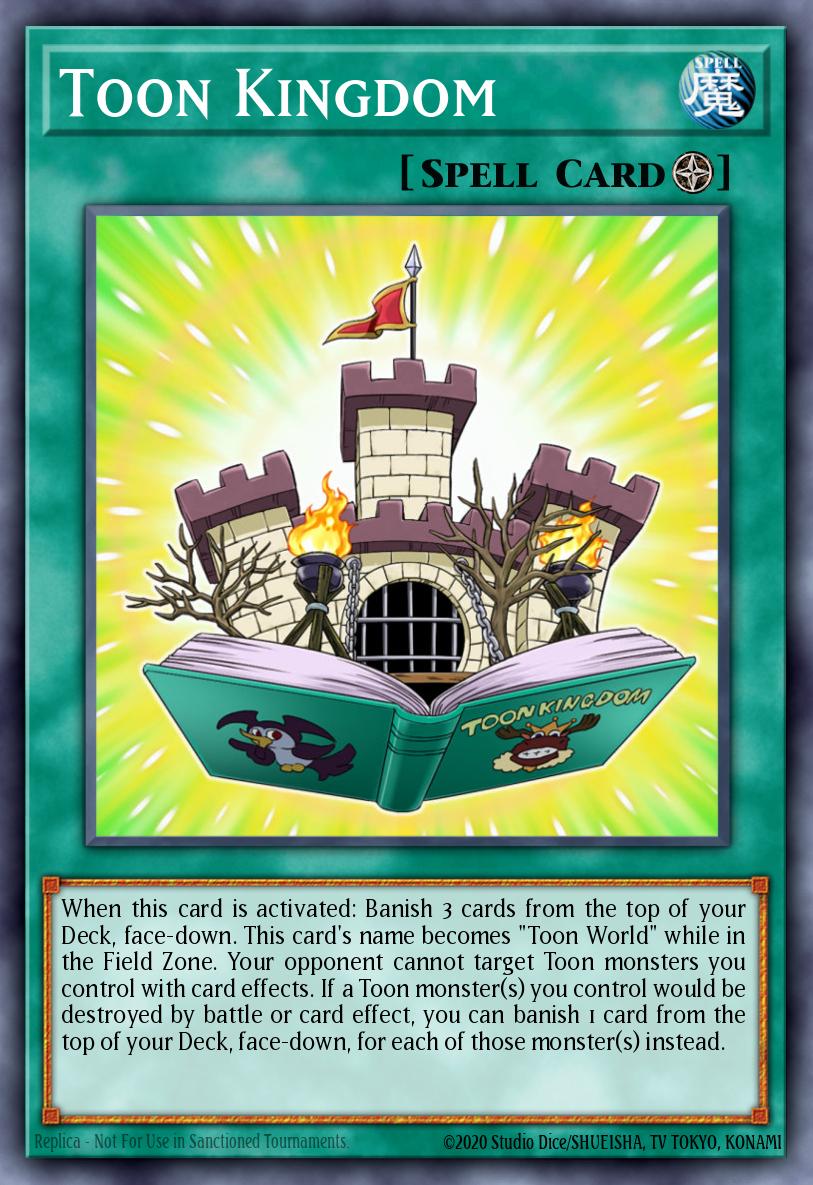 Toon Kingdom
SPELL
魔
[Spell Card]
TOON KINGDOM
When this card is activated: Banish 3 cards from the top of your
Deck, face-down. This card's name becomes "Toon World" while in
the Field Zone. Your opponent cannot target Toon monsters you
control with card effects. If a Toon monster(s) you control would be
destroyed by battle or card effect, you can banish 1 card from the
top of your Deck, face-down, for each of those monster(s) instead.
Replica - Not For Use in Sanctioned Tournaments.
©2020 Studio Dice/SHUEISHA, TV TOKYO, KONAMI